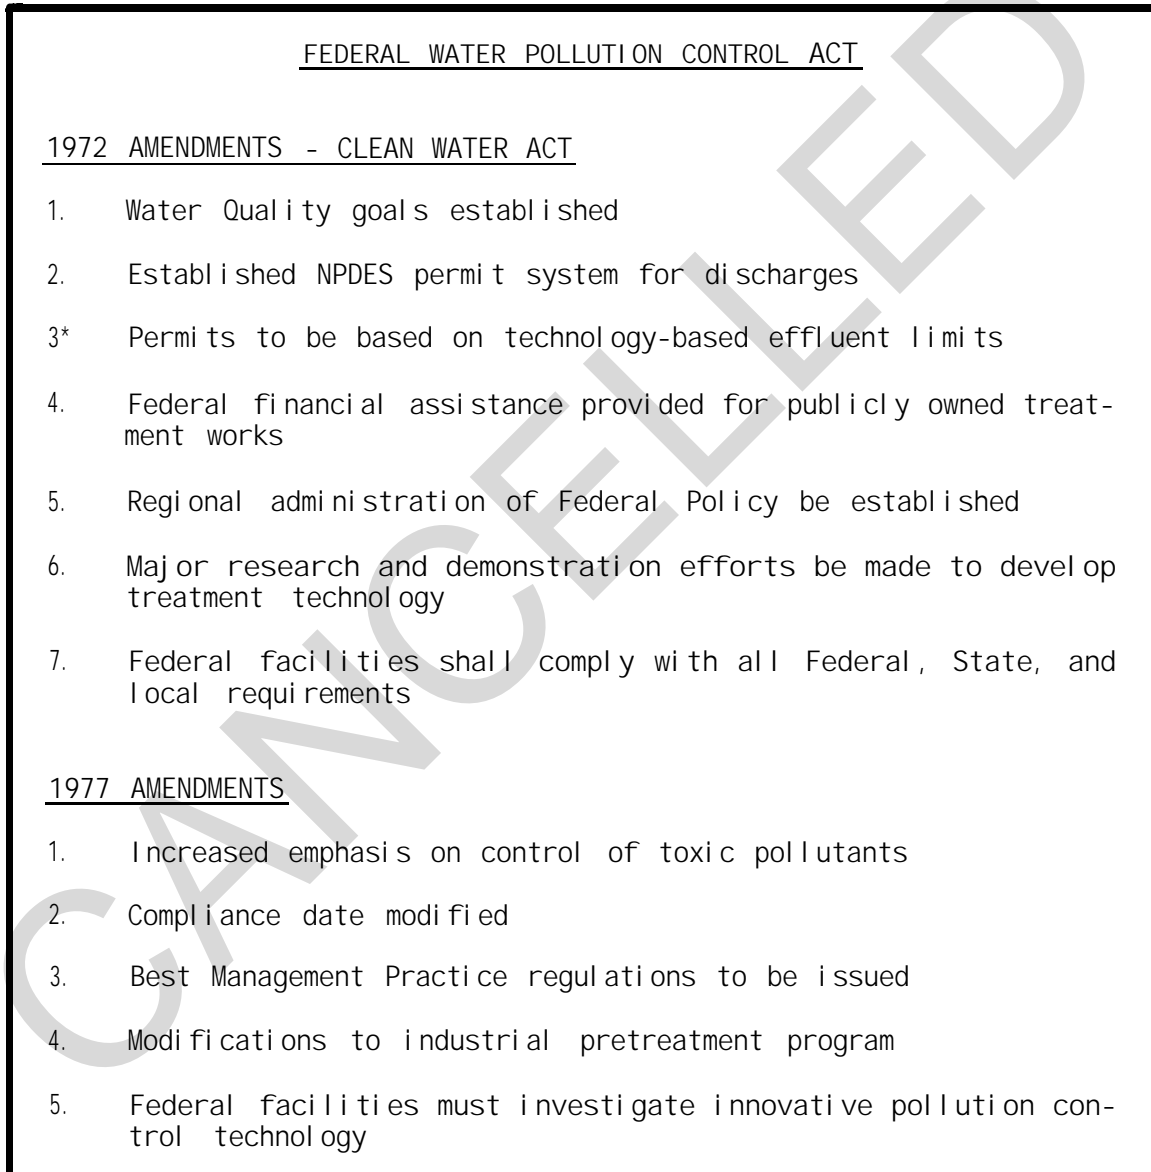 FEDERAL WATER POLLUTION CONTROL ACT
1972 AMENDMENTS - CLEAN WATER ACT
1. Water Quality goals established
2. Established NPDES permit system for discharges
3* Permits to be based on technology-based effluent limits
4. Federal financial assistance provided for publicly owned treat-
ment works
5. Regional administration of Federal Policy be established
6. Major research and demonstration efforts be made to develop
treatment technology
7. Federal facilities shall comply with all Federal, State, and
local requirements
1977 AMENDMENTS
1. Increased emphasis on control of toxic pollutants
2. Compliance date modified
3. Best Management Practice regulations to be issued
4. Modifications to industrial pretreatment program
5. Federal facilities must investigate innovative pollution con-
trol technology
CANCELLED